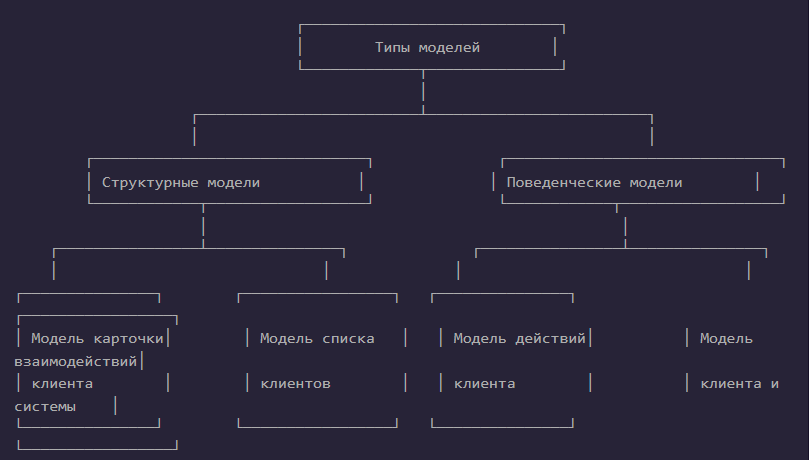 Типы моделей
Структурные модели Поведенческие модели
Модель карточки Модель списка Модель действий Модель
взаимодействий
клиента клиентов клиента клиента и
системы